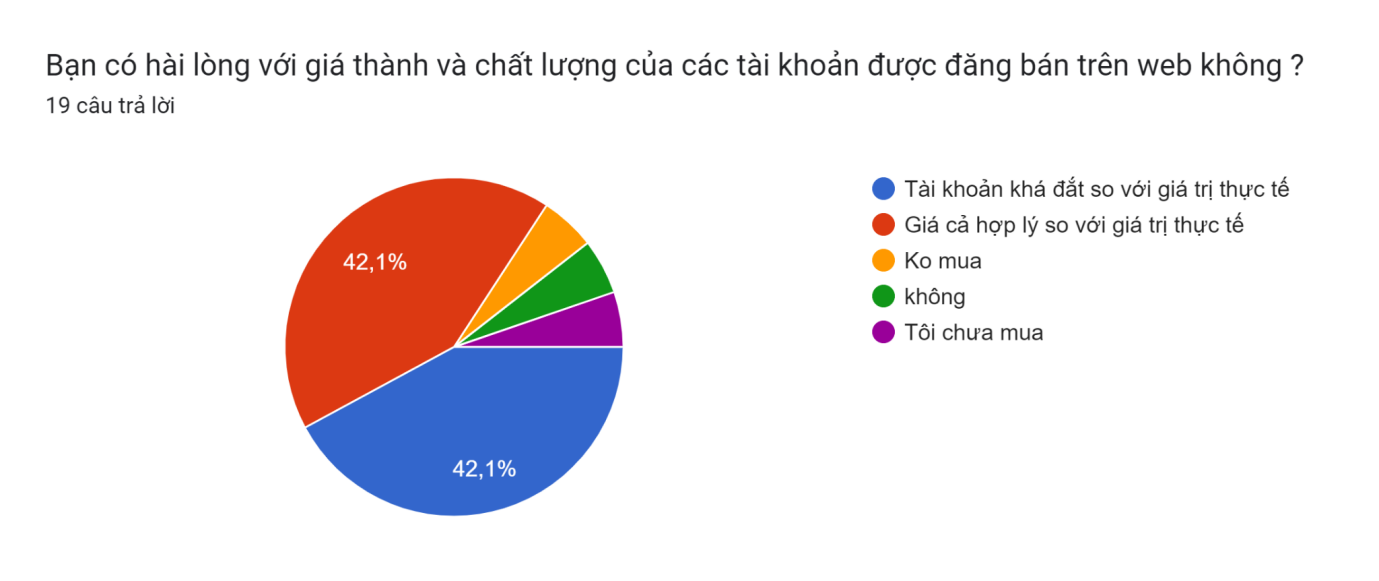 Bạn có hài lòng với giá thành và chất lượng của các tài khoản được đăng bán trên web không ?
19 câu trả lời
Tài khoản khá đắt so với giá trị thực tế
Giá cả hợp lý so với giá trị thực tế
Ko mua
không
Tôi chưa mua
42,1%
42,1%